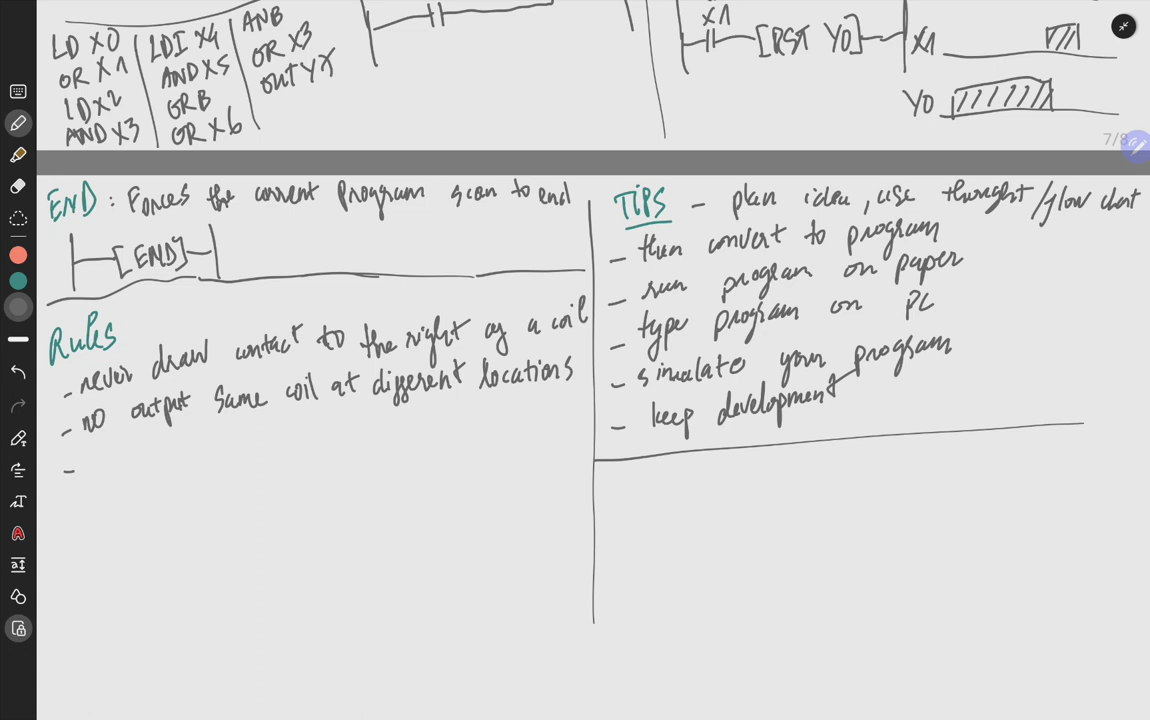 LD X0
OR X1
LD X2
AND X3
LDI X4
AND X5
ORB
OR X6
ANB
OR X3
OUT Y7
X1
[RST Y0]
X1
Y0
7/8
END : Forces the current Program scan to end
[END]
Rules
- never draw contact to the right of a coil
- no output same coil at different locations
-
TIPS - plan idea, use thought/flow chart
- then convert to program
- run program on paper
- type program on PC
- simulate your program
- keep development program